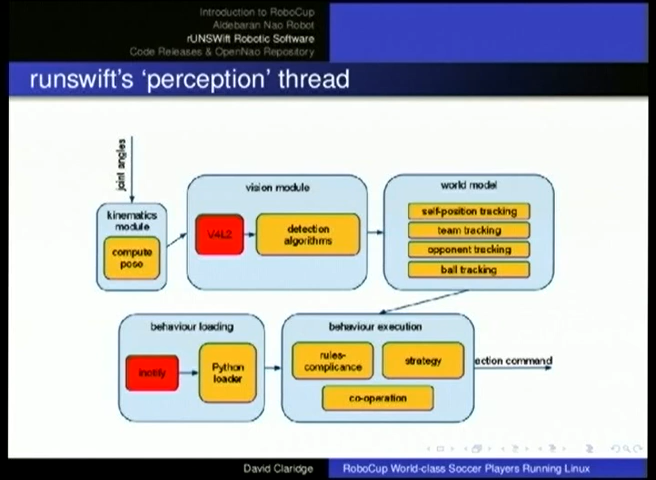 Introduction to RoboCup
Aldebaran Nao Robot
rUNSWift Robotic Software
Code Releases & OpenNao Repository
runswift's 'perception' thread
joint angles
kinematics
module
compute
pose
vision module
V4L2
detection
algorithms
world model
self-position tracking
team tracking
opponent tracking
ball tracking
behaviour loading
inotify
Python
loader
behaviour execution
rules-
complicance
strategy
co-operation
action command
David Claridge
RoboCup World-class Soccer Players Running Linux